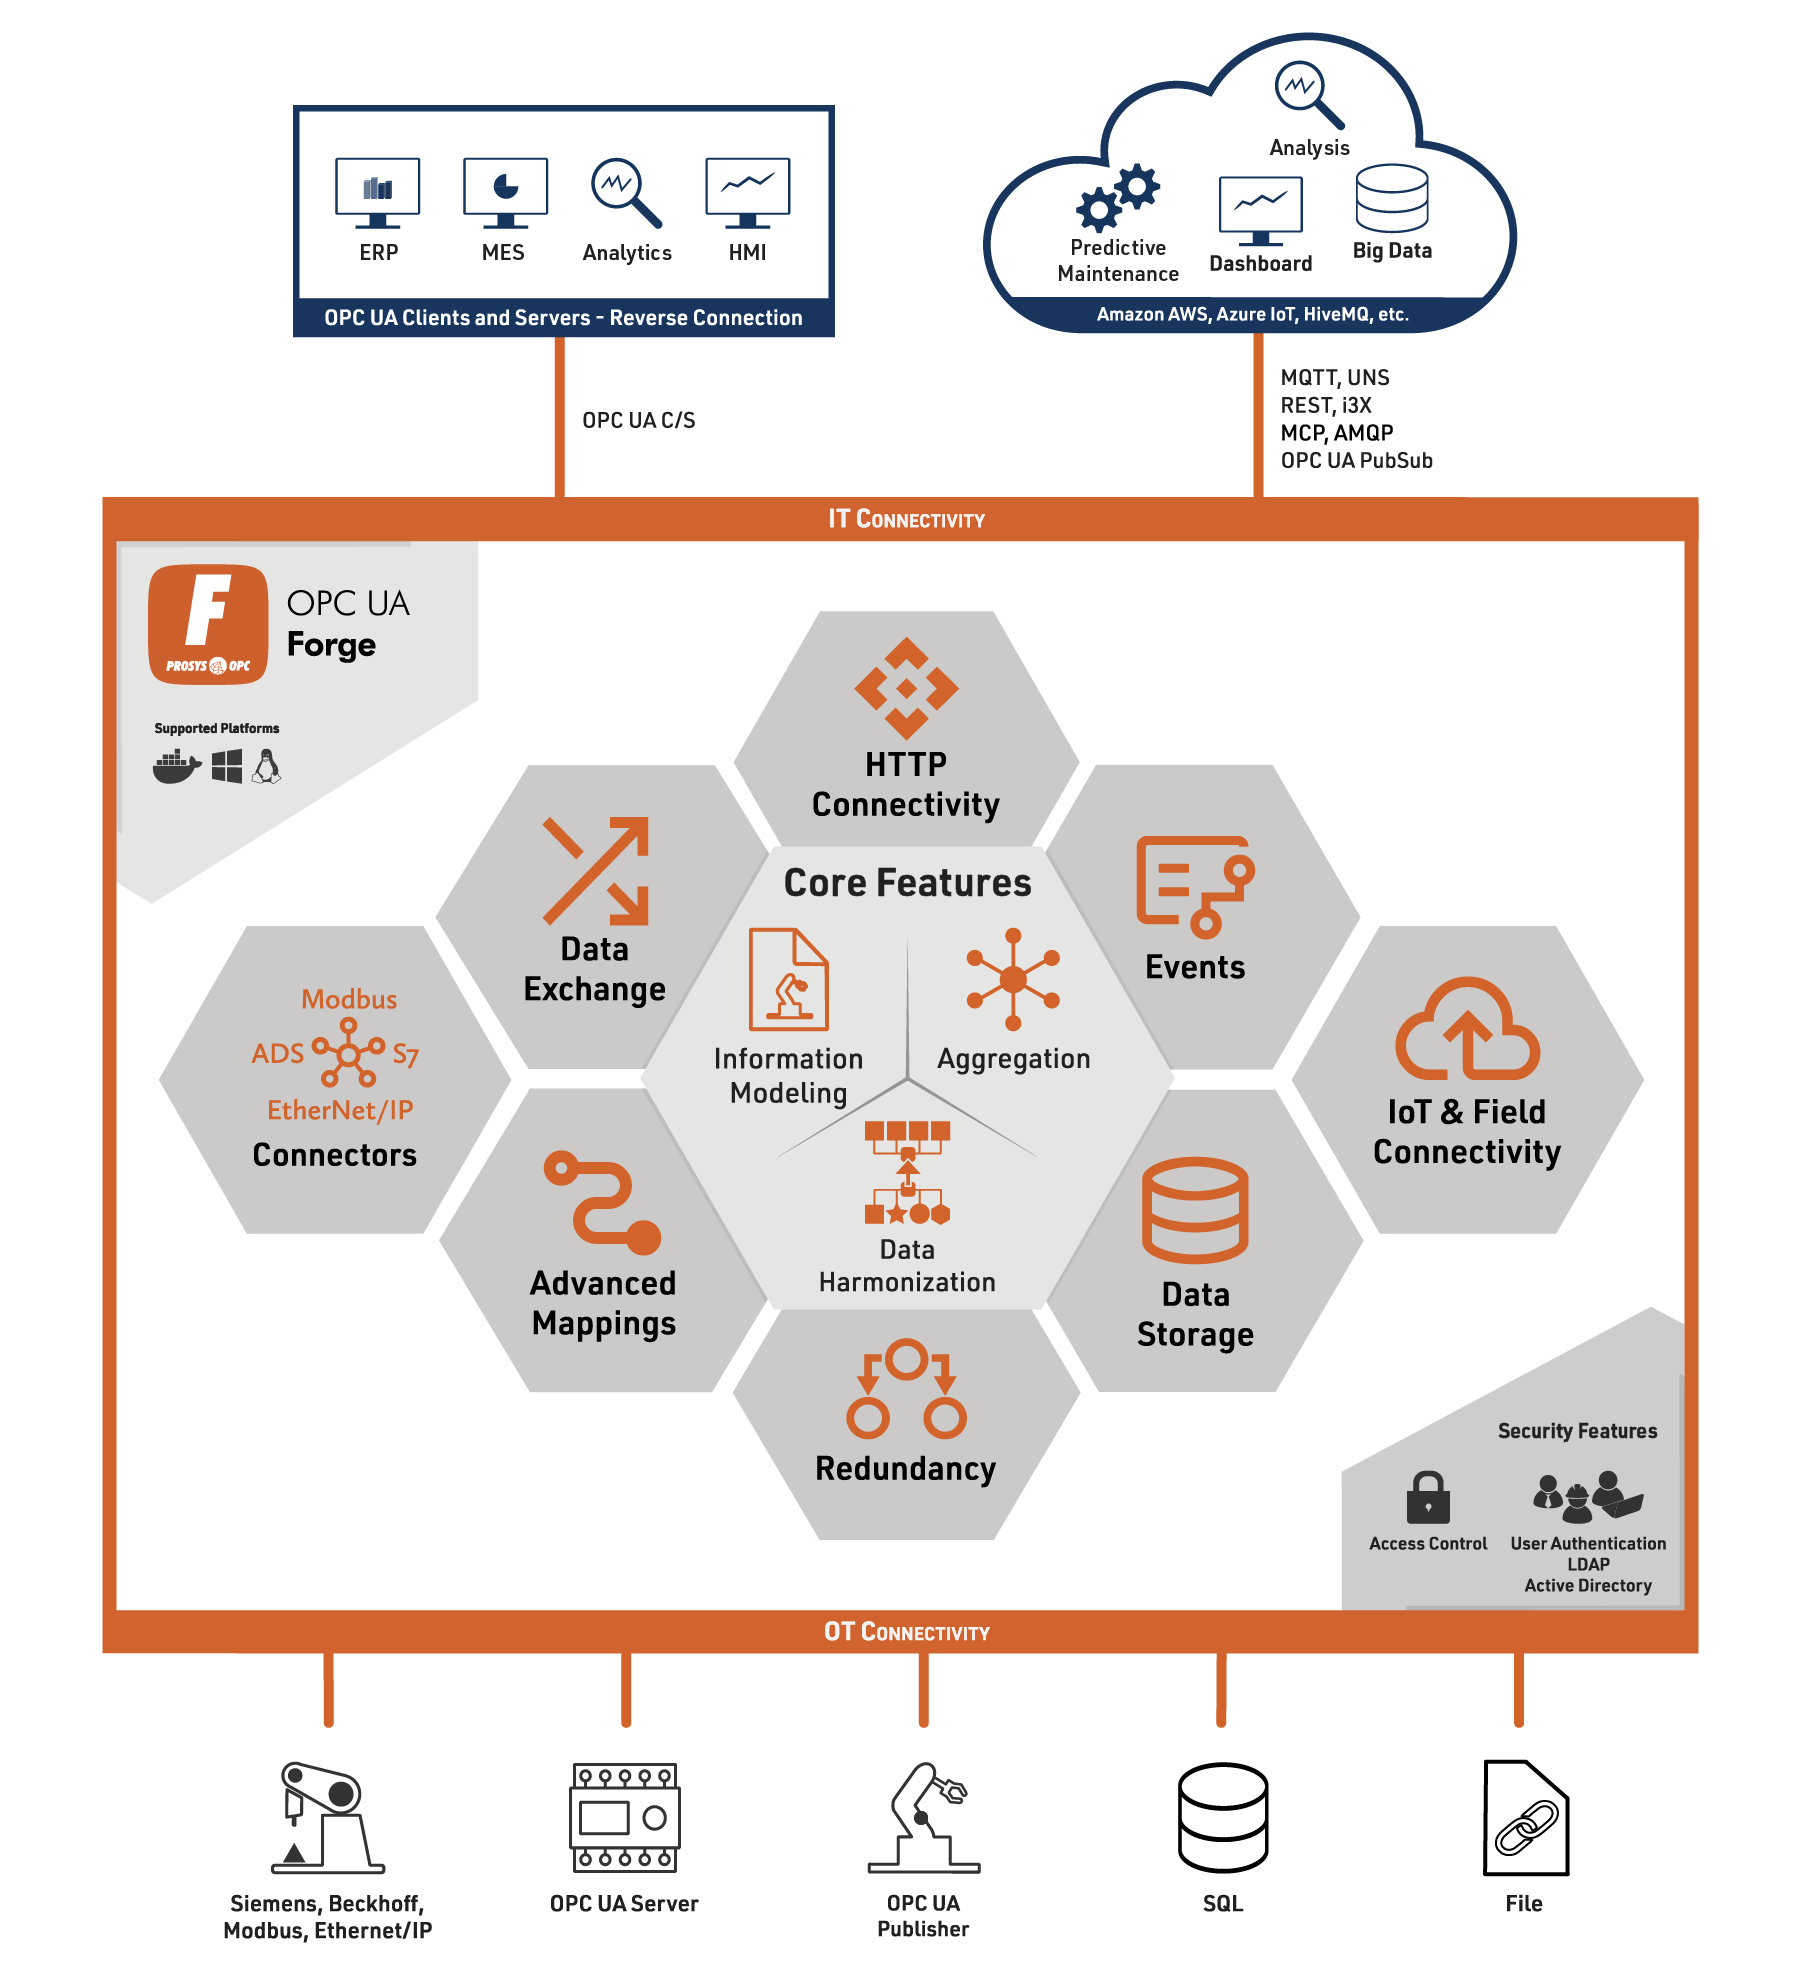 Analysis
Predictive
Maintenance
Dashboard
Big Data
Amazon AWS, Azure IoT, HiveMQ, etc.
ERP
MES
Analytics
HMI
OPC UA Clients and Servers - Reverse Connection
OPC UA C/S
MQTT, UNS
REST, i3X
MCP, AMQP
OPC UA PubSub
IT CONNECTIVITY
F
PROSYS OPC
OPC UA
Forge
Supported Platforms
HTTP
Connectivity
Data
Exchange
Core Features
Information
Modeling
Aggregation
Data
Harmonization
Events
Modbus
ADS
S7
EtherNet/IP
Connectors
IoT & Field
Connectivity
Advanced
Mappings
Data
Storage
Redundancy
Security Features
Access Control
User Authentication
LDAP
Active Directory
OT CONNECTIVITY
Siemens, Beckhoff,
Modbus, Ethernet/IP
OPC UA Server
OPC UA
Publisher
SQL
File